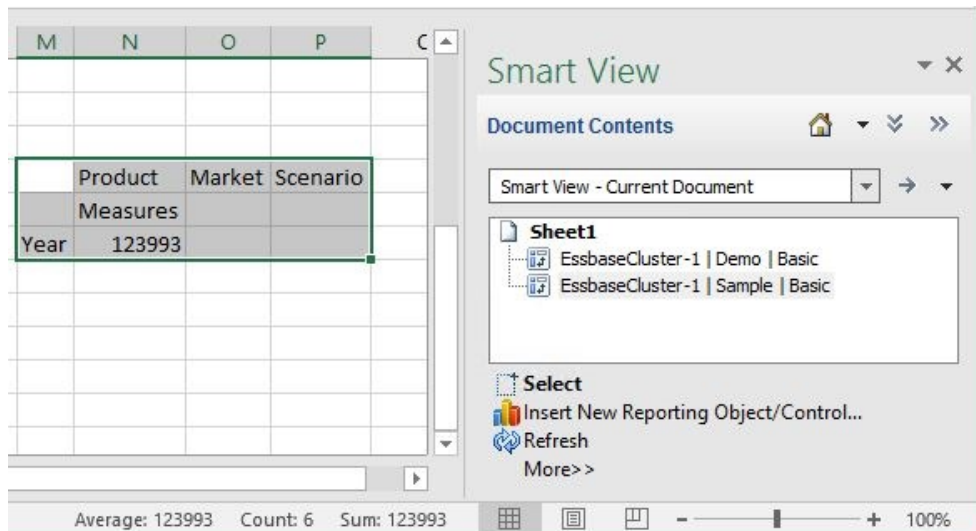 M N O P C
Product Market Scenario
Measures
Year 123993
Smart View
Document Contents
Smart View - Current Document
Sheet1
EssbaseCluster-1 | Demo | Basic
EssbaseCluster-1 | Sample | Basic
Select
Insert New Reporting Object/Control...
Refresh
More>>
Average: 123993 Count: 6 Sum: 123993 100%